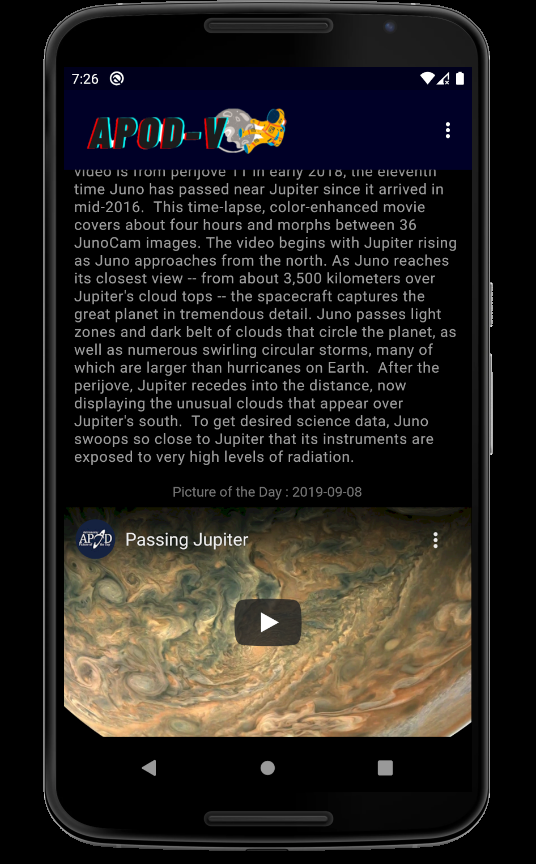 7:26
APOD-V
video is from perijove 11 in early 2018, the eleventh
time Juno has passed near Jupiter since it arrived in
mid-2016.  This time-lapse, color-enhanced movie
covers about four hours and morphs between 36
JunoCam images. The video begins with Jupiter rising
as Juno approaches from the north. As Juno reaches
its closest view -- from about 3,500 kilometers over
Jupiter's cloud tops -- the spacecraft captures the
great planet in tremendous detail. Juno passes light
zones and dark belt of clouds that circle the planet, as
well as numerous swirling circular storms, many of
which are larger than hurricanes on Earth.  After the
perijove, Jupiter recedes into the distance, now
displaying the unusual clouds that appear over
Jupiter's south.  To get desired science data, Juno
swoops so close to Jupiter that its instruments are
exposed to very high levels of radiation.
Picture of the Day : 2019-09-08
APOD
Passing Jupiter